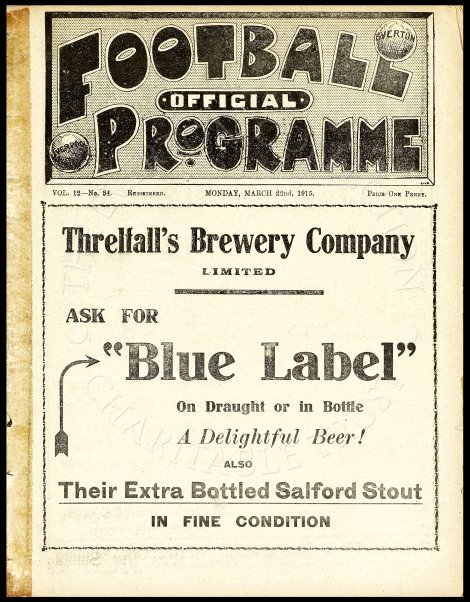 FOOTBALL
EVERTON
OFFICIAL
LIVERPOOL
PROGRAMME
VOL. 12—No. 34. REGISTERED. MONDAY, MARCH 22nd, 1915. PRICE ONE PENNY.
Threlfall's Brewery Company
LIMITED
ASK FOR
"Blue Label"
On Draught or in Bottle
A Delightful Beer!
ALSO
Their Extra Bottled Salford Stout
IN FINE CONDITION